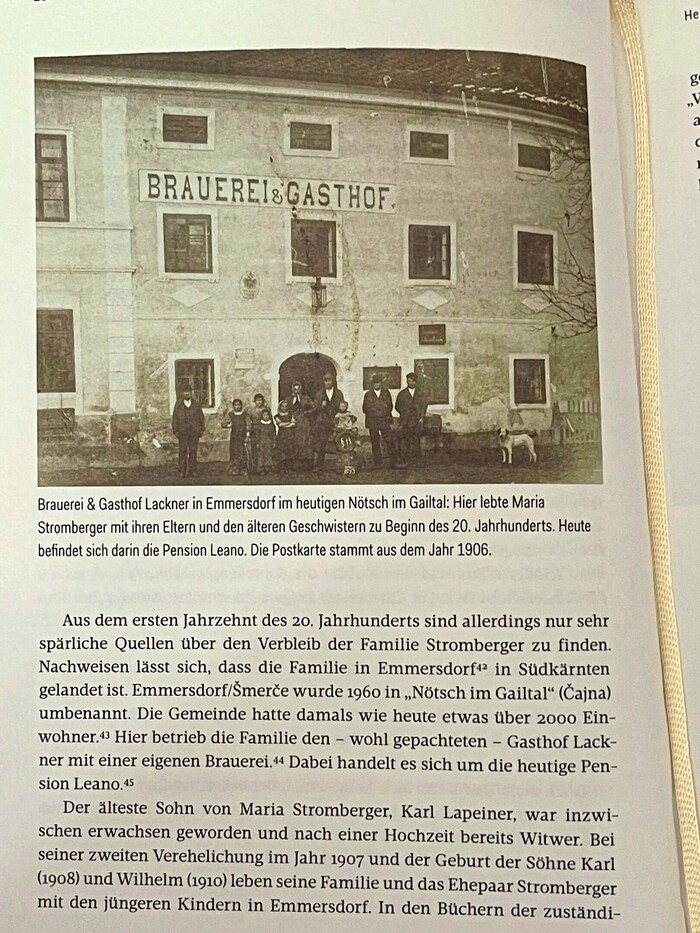 BRAUEREI & GASTHOF.
Brauerei & Gasthof Lackner in Emmersdorf im heutigen Nötsch im Gailtal: Hier lebte Maria
Stromberger mit ihren Eltern und den älteren Geschwistern zu Beginn des 20. Jahrhunderts. Heute
befindet sich darin die Pension Leano. Die Postkarte stammt aus dem Jahr 1906.
Aus dem ersten Jahrzehnt des 20. Jahrhunderts sind allerdings nur sehr
spärliche Quellen über den Verbleib der Familie Stromberger zu finden.
Nachweisen lässt sich, dass die Familie in Emmersdorf⁴² in Südkärnten
gelandet ist. Emmersdorf/Šmerče wurde 1960 in „Nötsch im Gailtal“ (Čajna)
umbenannt. Die Gemeinde hatte damals wie heute etwas über 2000 Ein-
wohner.⁴³ Hier betrieb die Familie den – wohl gepachteten – Gasthof Lack-
ner mit einer eigenen Brauerei.⁴⁴ Dabei handelt es sich um die heutige Pen-
sion Leano.⁴⁵
Der älteste Sohn von Maria Stromberger, Karl Lapeiner, war inzwi-
schen erwachsen geworden und nach einer Hochzeit bereits Witwer. Bei
seiner zweiten Verehelichung im Jahr 1907 und der Geburt der Söhne Karl
(1908) und Wilhelm (1910) leben seine Familie und das Ehepaar Stromberger
mit den jüngeren Kindern in Emmersdorf. In den Büchern der zuständi-
He